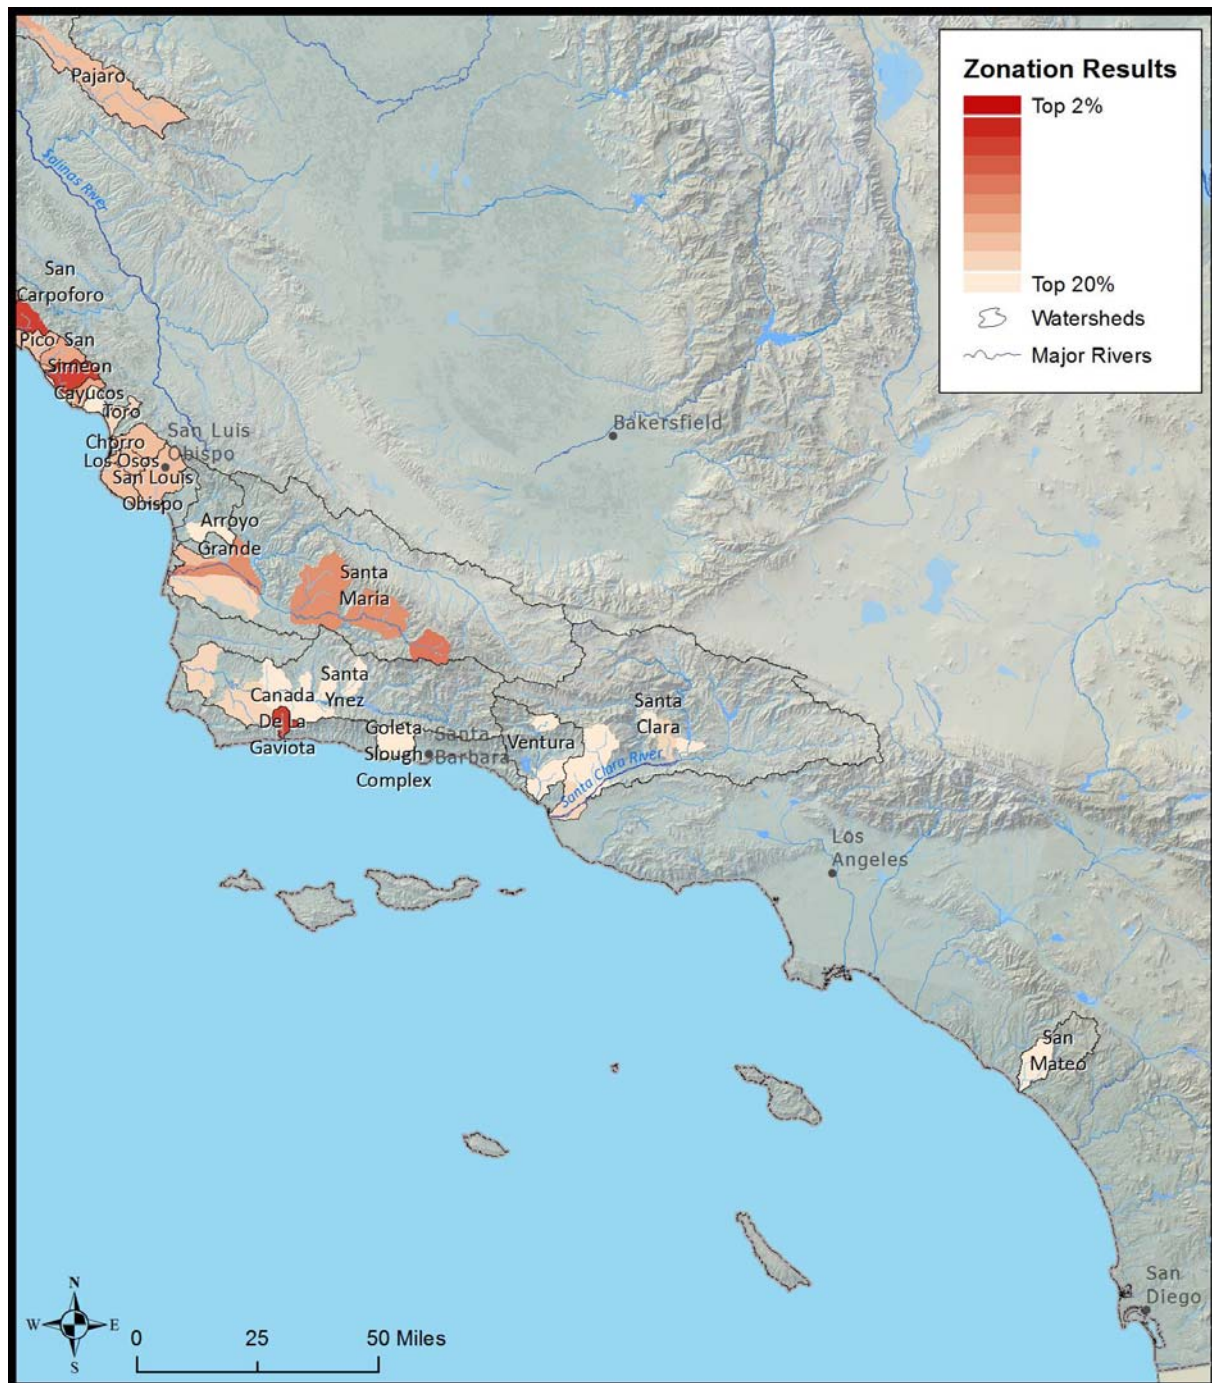 Zonation Results
Top 2%
Top 20%
Watersheds
Major Rivers
Pajaro
Salinas River
San
Carpoforo
Pico San
Simeon
Cayucos
Toro
San Luis
Obispo
Chorro
Los Osos
San Louis
Obispo
Bakersfield
Arroyo
Grande
Santa
Maria
Santa
Ynez
Canada
De La
Gaviota
Goleta
Slough
Complex
Santa
Barbara
Ventura
Santa
Clara
Santa Clara River
Los
Angeles
San
Mateo
San
Diego
N
W
E
S
0
25
50 Miles